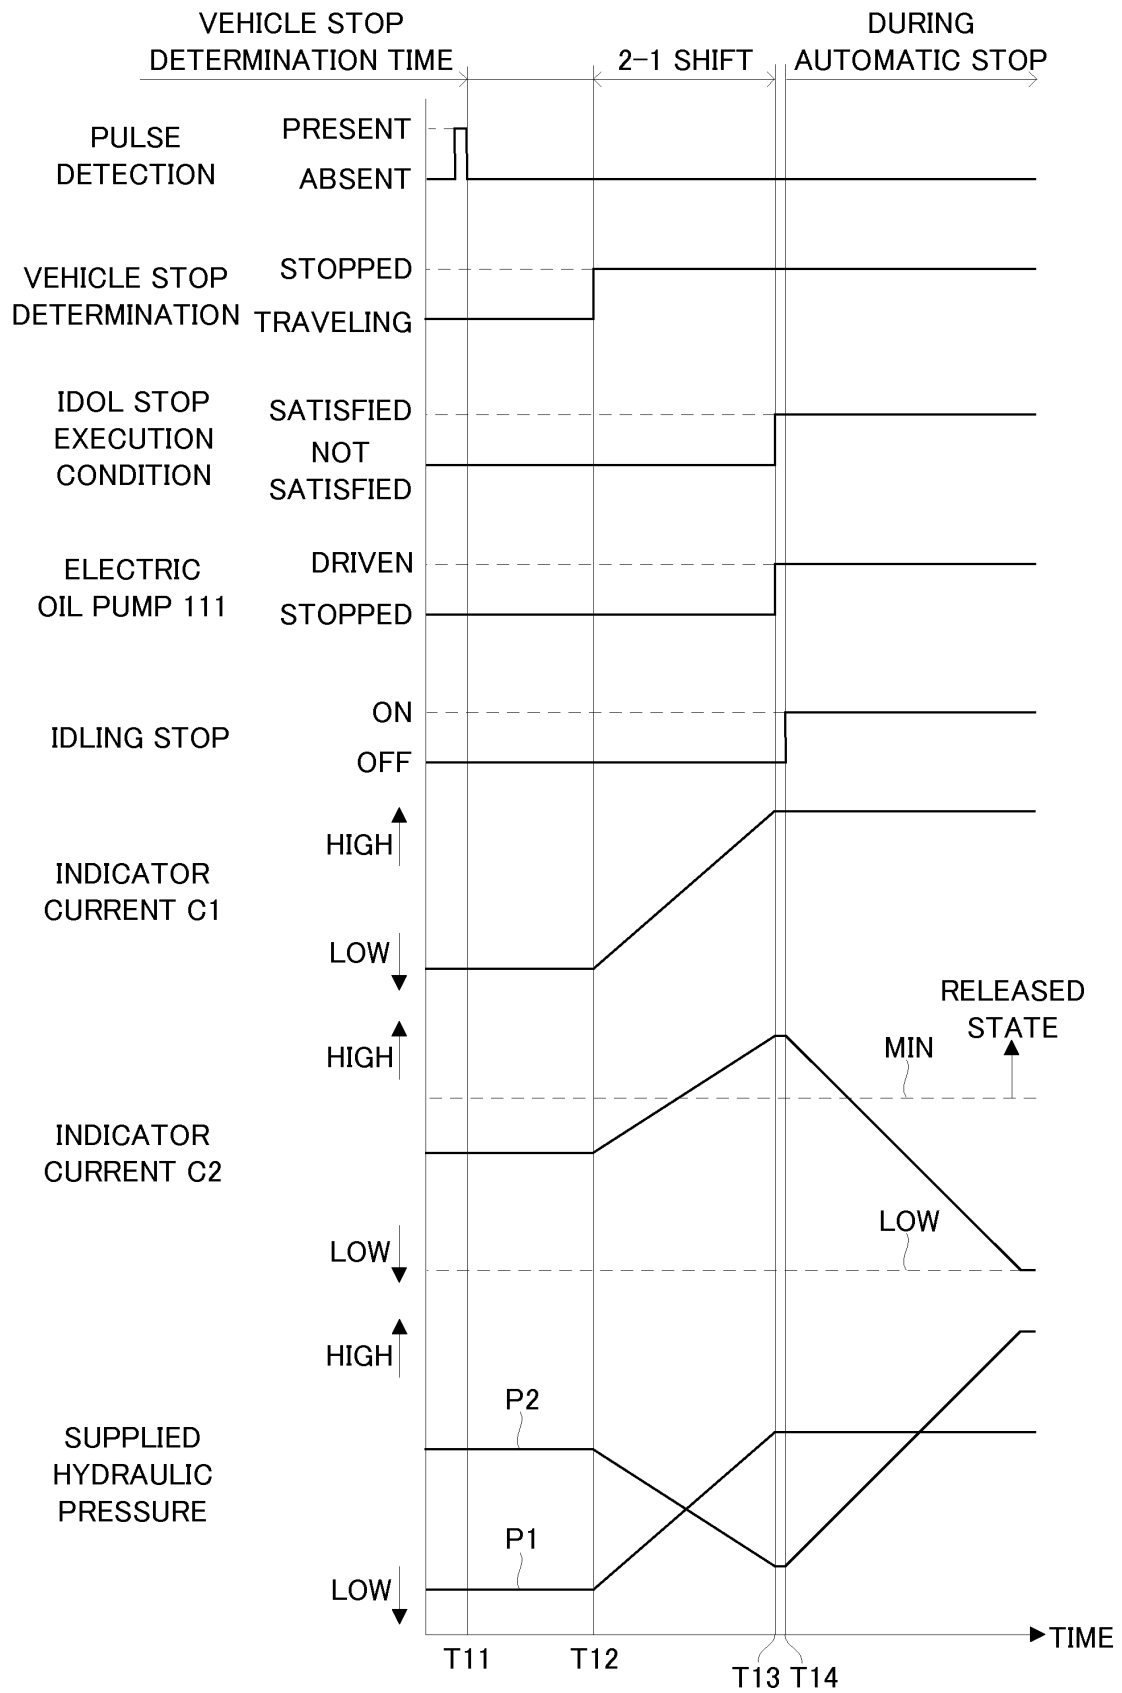 VEHICLE STOP
DETERMINATION TIME
2-1 SHIFT
DURING
AUTOMATIC STOP
PULSE
DETECTION
PRESENT
ABSENT
VEHICLE STOP
DETERMINATION
STOPPED
TRAVELING
IDOL STOP
EXECUTION
CONDITION
SATISFIED
NOT
SATISFIED
ELECTRIC
OIL PUMP 111
DRIVEN
STOPPED
IDLING STOP
ON
OFF
INDICATOR
CURRENT C1
HIGH
LOW
INDICATOR
CURRENT C2
HIGH
LOW
RELEASED
STATE
MIN
LOW
SUPPLIED
HYDRAULIC
PRESSURE
HIGH
LOW
P2
P1
T11
T12
T13
T14
TIME